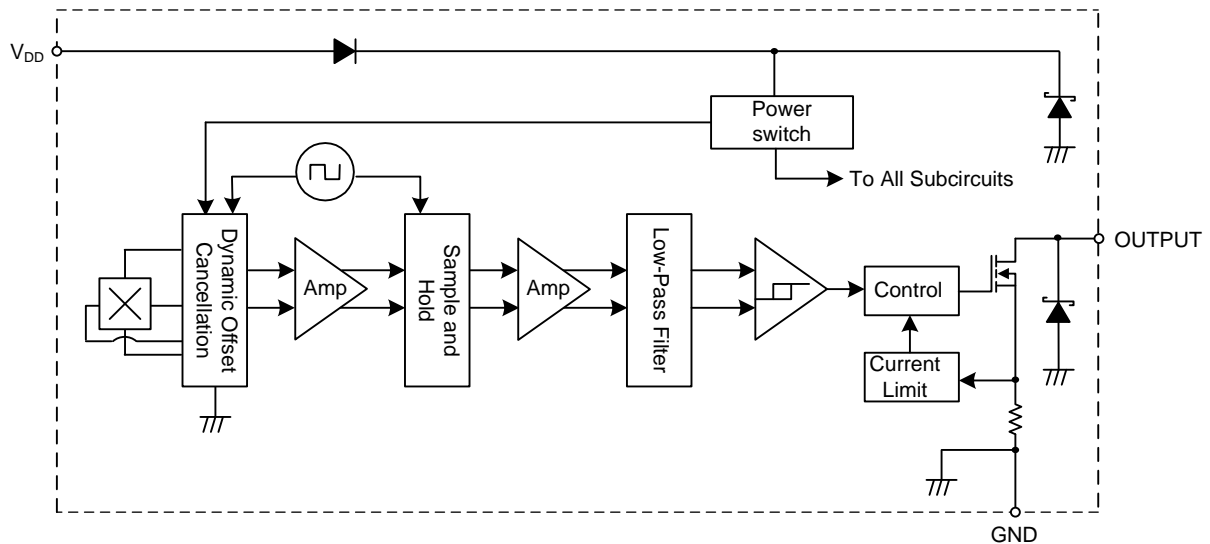 VDD
Power
switch
To All Subcircuits
Dynamic Offset
Cancellation
Amp
Sample and
Hold
Amp
Low-Pass Filter
Control
Current
Limit
OUTPUT
GND